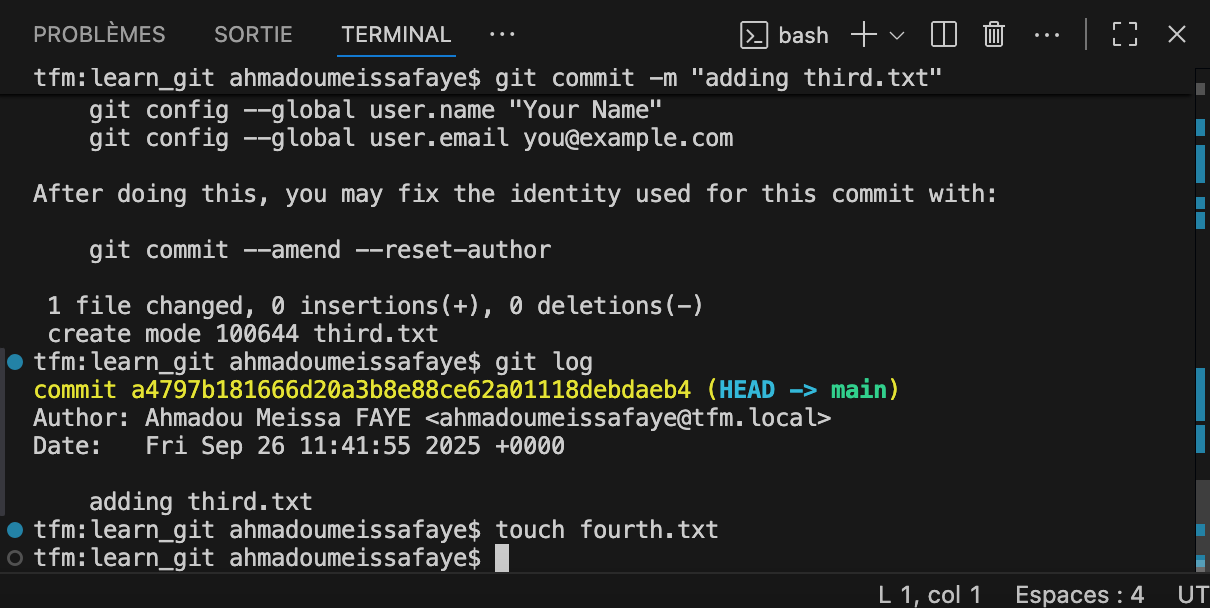 PROBLÈMES SORTIE TERMINAL ··· bash ···
tfm:learn_git ahmadoumeissafaye$ git commit -m "adding third.txt"
    git config --global user.name "Your Name"
    git config --global user.email you@example.com

After doing this, you may fix the identity used for this commit with:

    git commit --amend --reset-author

 1 file changed, 0 insertions(+), 0 deletions(-)
 create mode 100644 third.txt
tfm:learn_git ahmadoumeissafaye$ git log
commit a4797b181666d20a3b8e88ce62a01118debdaeb4 (HEAD -> main)
Author: Ahmadou Meissa FAYE <ahmadoumeissafaye@tfm.local>
Date:   Fri Sep 26 11:41:55 2025 +0000

    adding third.txt
tfm:learn_git ahmadoumeissafaye$ touch fourth.txt
tfm:learn_git ahmadoumeissafaye$
L 1, col 1 Espaces : 4 UT